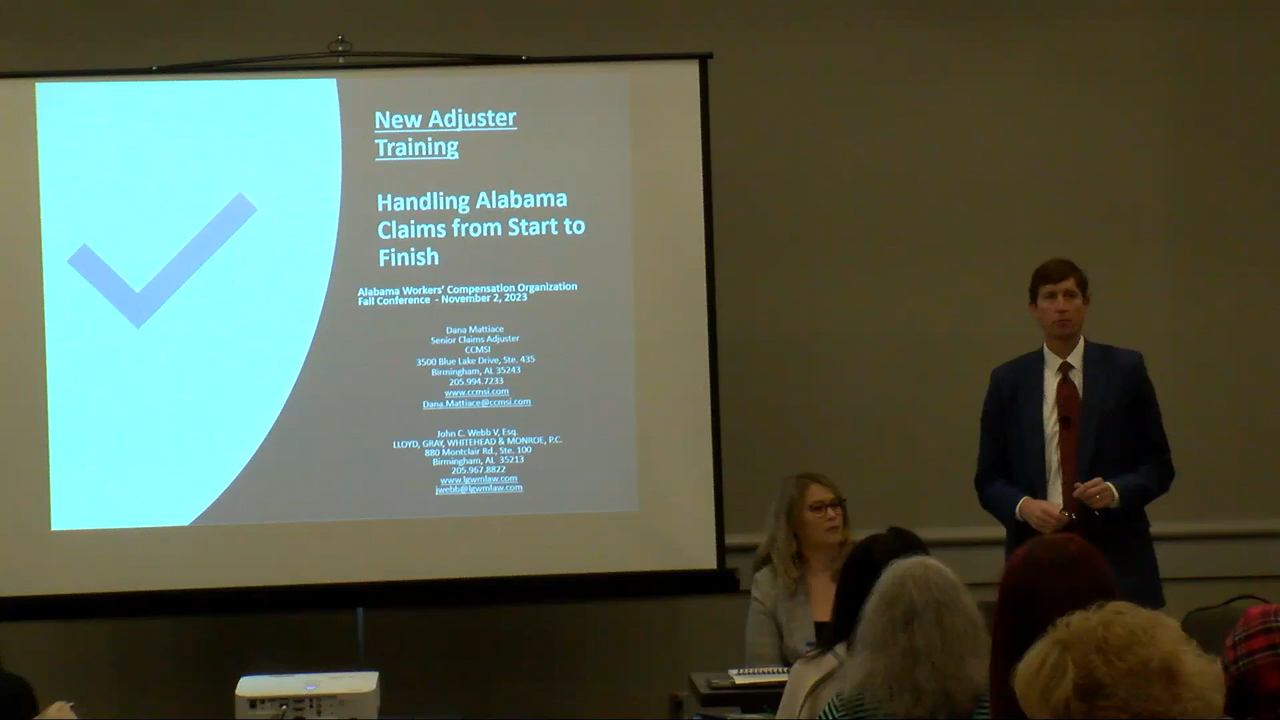 New Adjuster
Training
Handling Alabama
Claims from Start to
Finish
Alabama Workers' Compensation Organization
Fall Conference - November 2, 2023
Dana Mattiace
Senior Claims Adjuster
CCMSI
3500 Blue Lake Drive, Ste. 435
Birmingham, AL 35243
205.994.7233
www.ccmsi.com
Dana.Mattiace@ccmsi.com
John C. Webb V, Esq.
LLOYD, GRAY, WHITEHEAD & MONROE, P.C.
880 Montclair Rd., Ste. 100
Birmingham, AL 35213
205.967.8822
www.lgwmlaw.com
jwebb@lgwmlaw.com